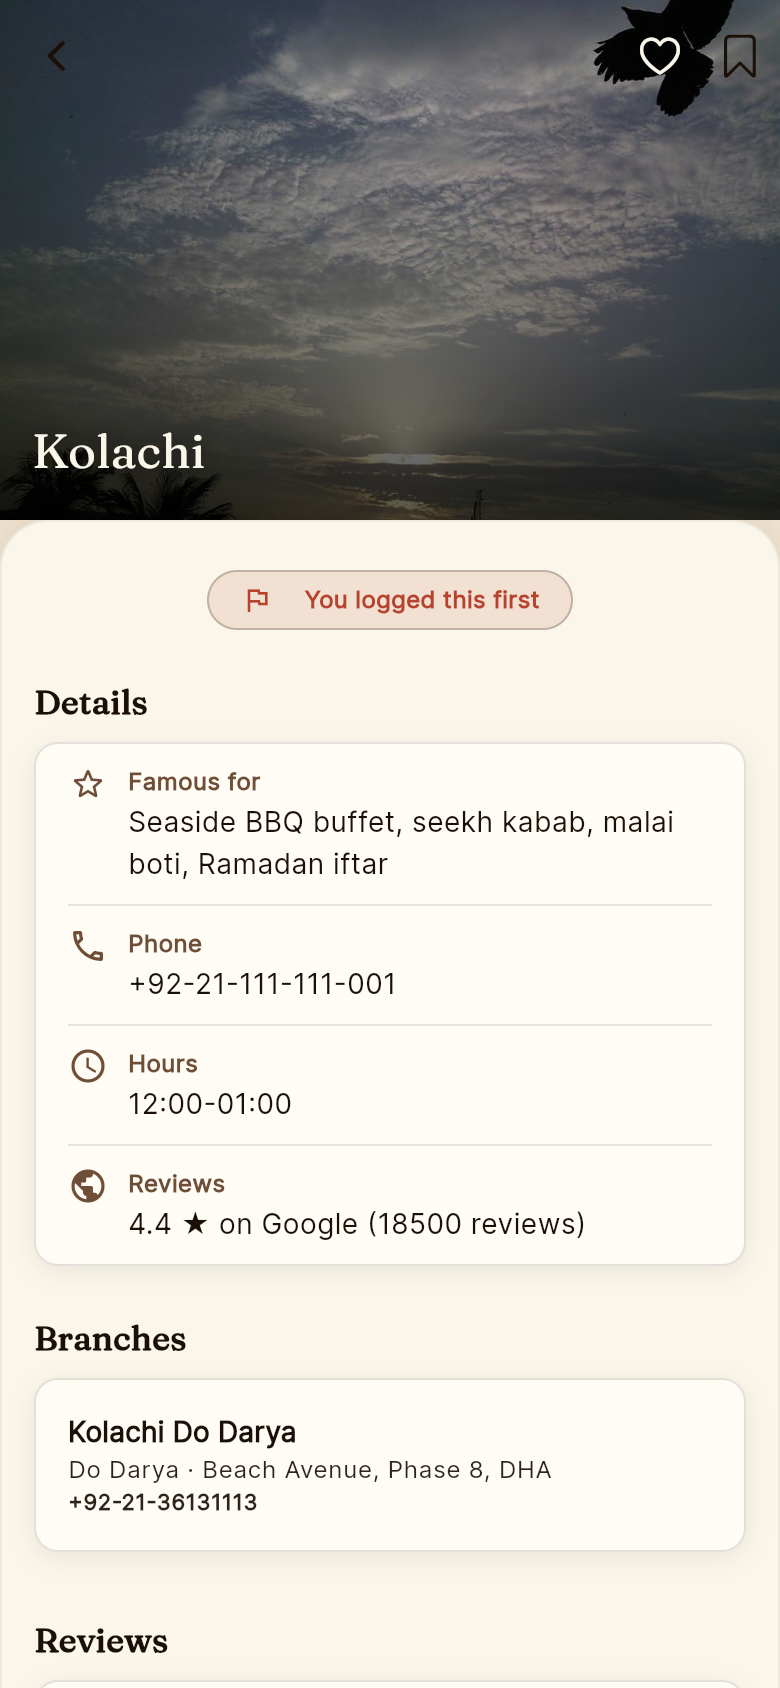 Kolachi
You logged this first
Details
Famous for
Seaside BBQ buffet, seekh kabab, malai
boti, Ramadan iftar
Phone
+92-21-111-111-001
Hours
12:00-01:00
Reviews
4.4 ★ on Google (18500 reviews)
Branches
Kolachi Do Darya
Do Darya · Beach Avenue, Phase 8, DHA
+92-21-36131113
Reviews